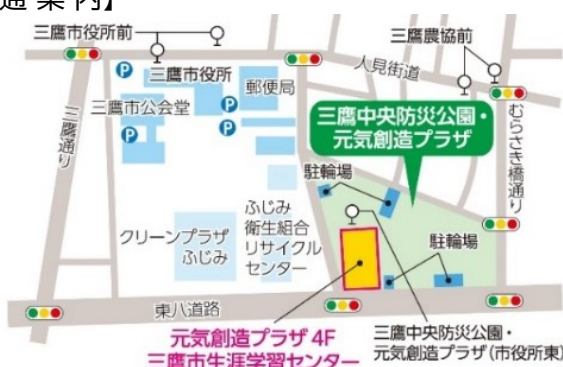 通 案 内】
三鷹市役所前
三鷹農協前
人見街道
P
三鷹市役所
郵便局
三鷹市公会堂
P
P
P
三鷹通り
むらさき橋通り
三鷹中央防災公園・
元気創造プラザ
駐輪場
ふじみ
衛生組合
リサイクル
センター
クリーンプラザ
ふじみ
駐輪場
東八道路
元気創造プラザ 4F
三鷹市生涯学習センター
三鷹中央防災公園・
元気創造プラザ(市役所東)